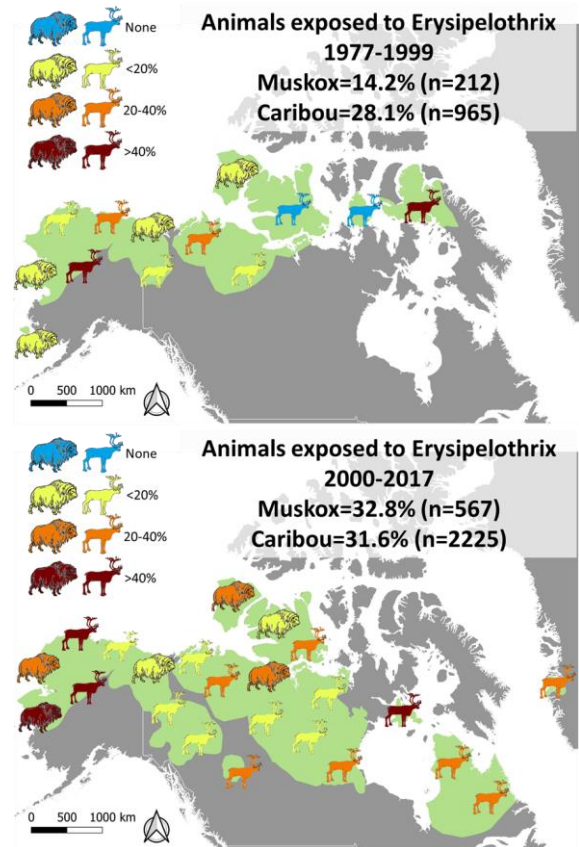 None
<20%
20-40%
>40%
Animals exposed to Erysipelothrix
1977-1999
Muskox=14.2% (n=212)
Caribou=28.1% (n=965)
0 500 1000 km
None
<20%
20-40%
>40%
Animals exposed to Erysipelothrix
2000-2017
Muskox=32.8% (n=567)
Caribou=31.6% (n=2225)
0 500 1000 km